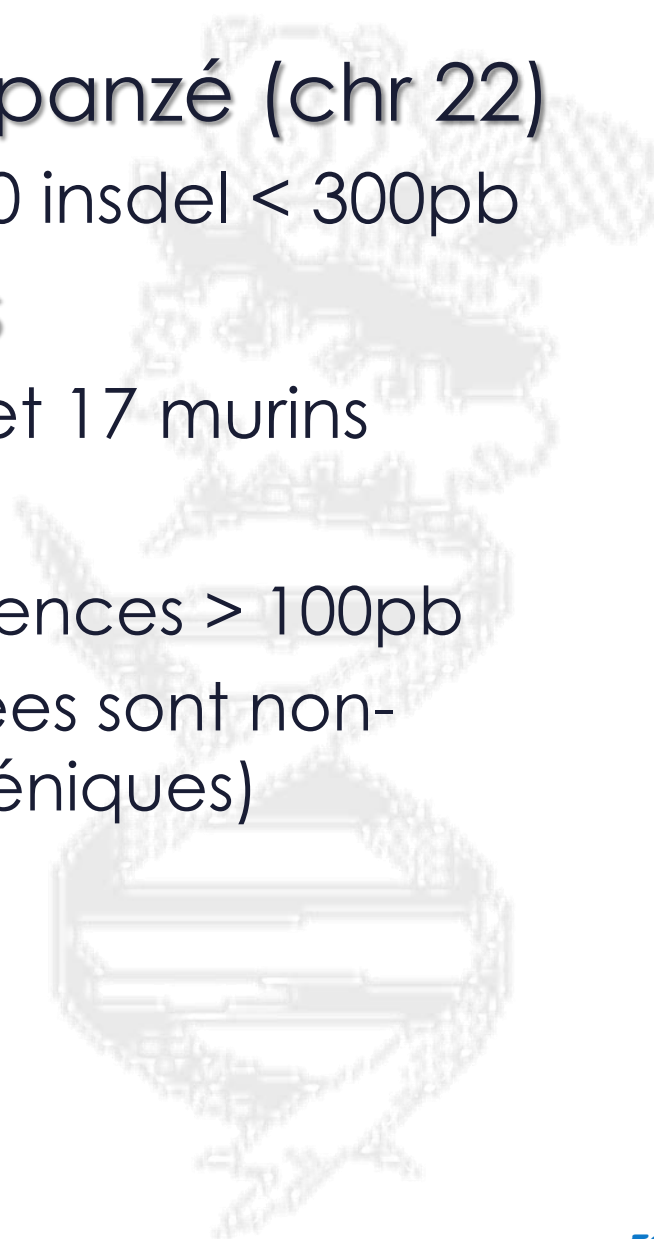 panzé (chr 22)
0 insdel < 300pb
s
et 17 murins
ences > 100pb
ées sont non-
éniques)